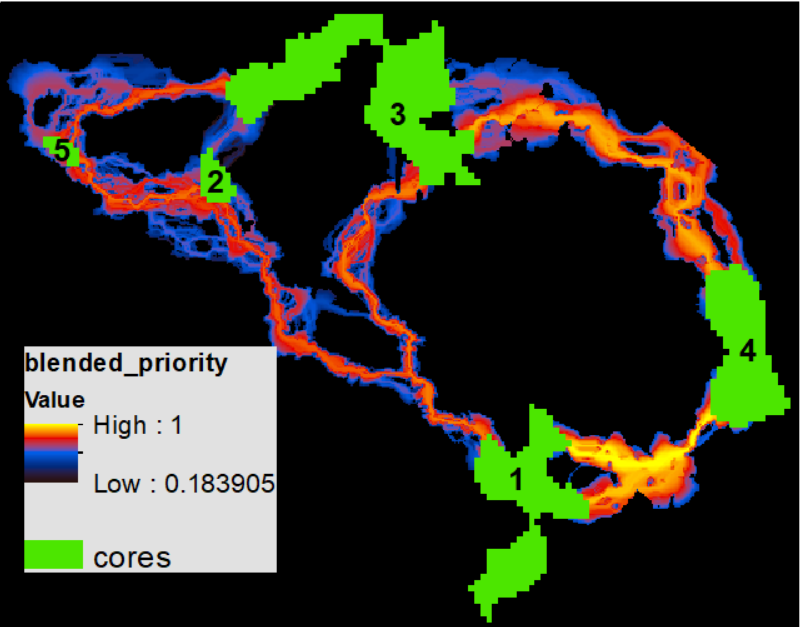 3
5
2
4
1
blended_priority
Value
High : 1
Low : 0.183905
cores